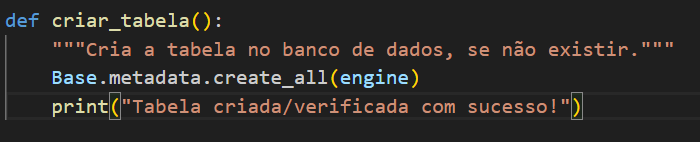 def criar_tabela():
    """Cria a tabela no banco de dados, se não existir."""
    Base.metadata.create_all(engine)
    print("Tabela criada/verificada com sucesso!")